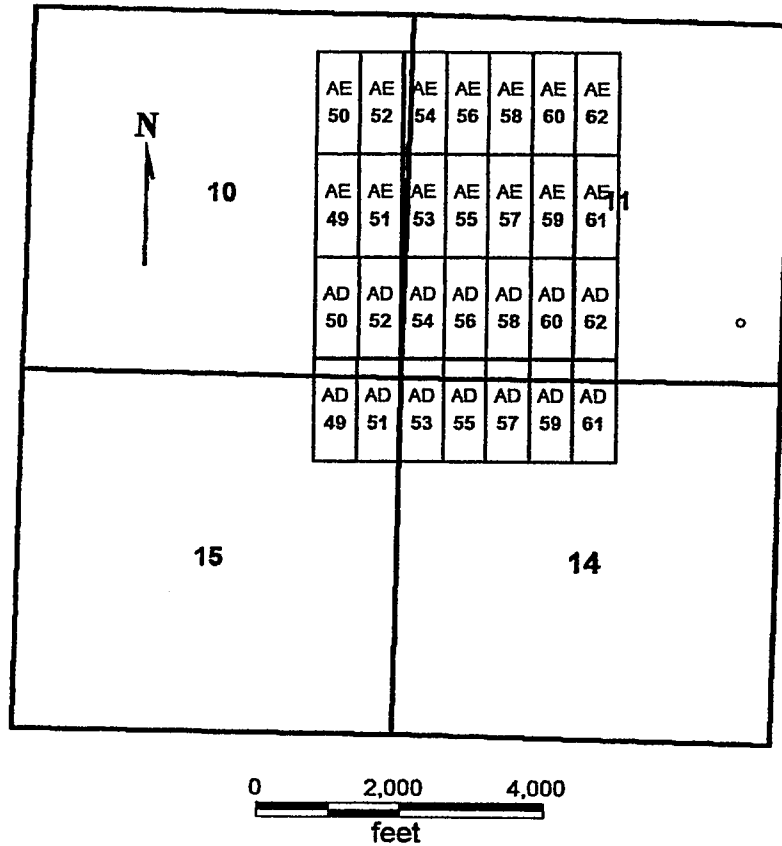 AE AE AE AE AE AE AE
50 52 54 56 58 60 62
N
10
AE AE AE AE AE AE AE
11
49 51 53 55 57 59 61
AD AD AD AD AD AD AD
50 52 54 56 58 60 62
AD AD AD AD AD AD AD
49 51 53 55 57 59 61
15
14
0 2,000 4,000
feet